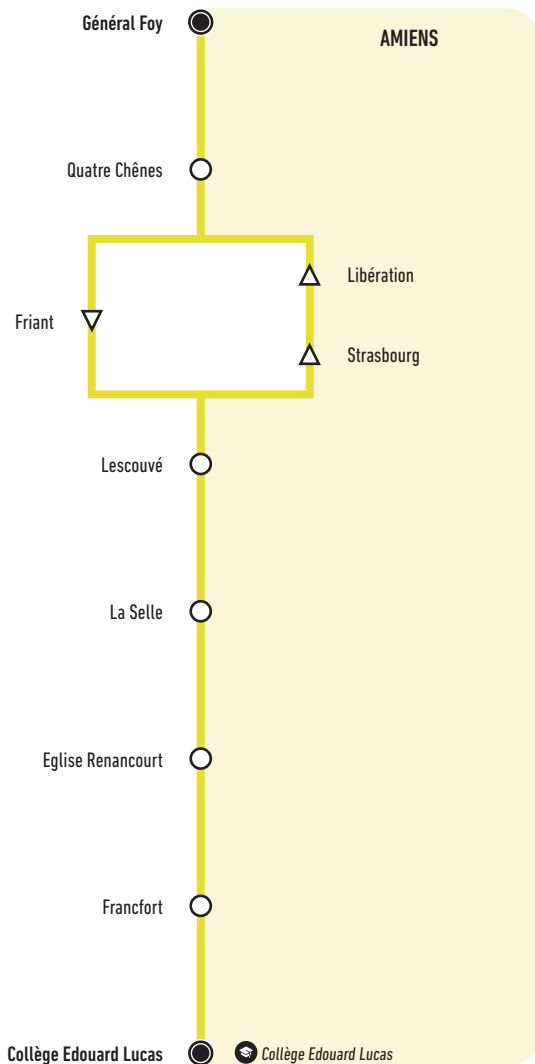 Général Foy
AMIENS
Quatre Chênes
Libération
Friant
Strasbourg
Lescouvé
La Selle
Eglise Renancourt
Francfort
Collège Edouard Lucas
Collège Edouard Lucas